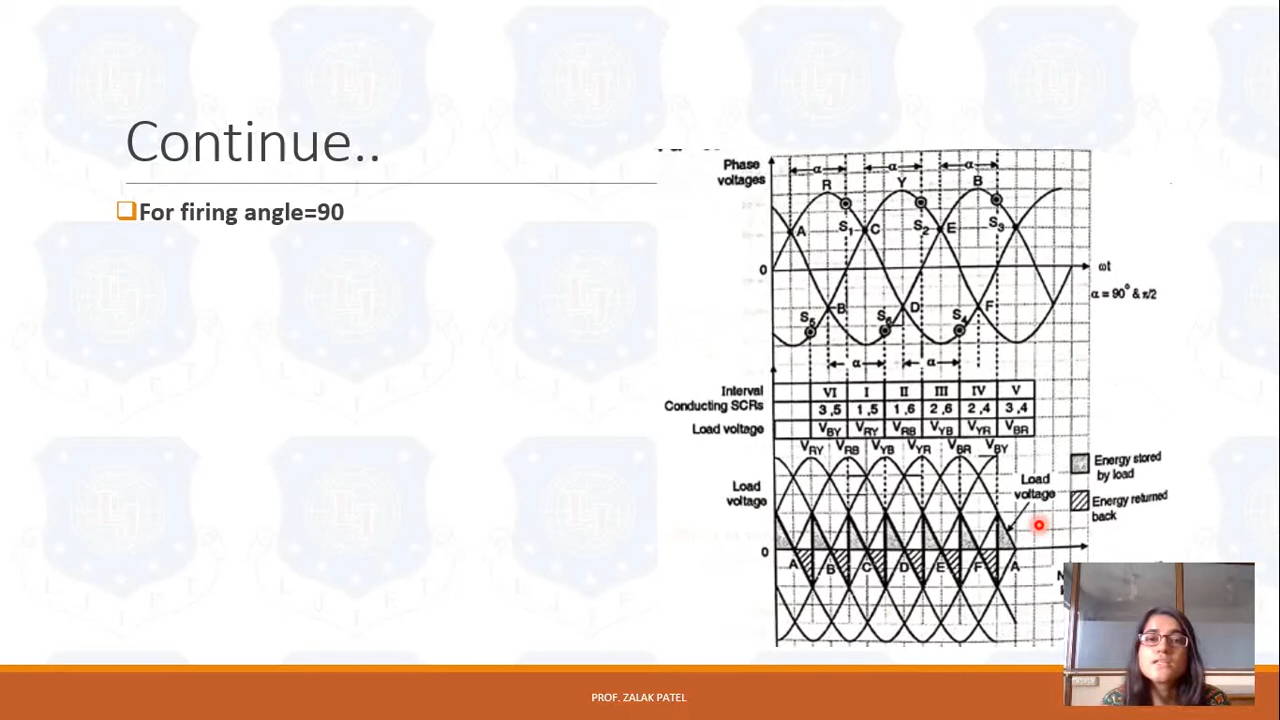 Continue..
For firing angle=90
Phase voltages
α α α
R Y B
A S1 C S2 E S3
0 ωt
α = 90° & π/2
B D F
S5 S6 S4
α α
Interval VI I II III IV V
Conducting SCRs 3,5 1,5 1,6 2,6 2,4 3,4
Load voltage VBY VRY VRB VYB VYR VBR
VRY VRB VYB VYR VBR VBY
Energy stored by load
Load voltage
Load voltage
Energy returned back
0
A B C D E F A
PROF. ZALAK PATEL